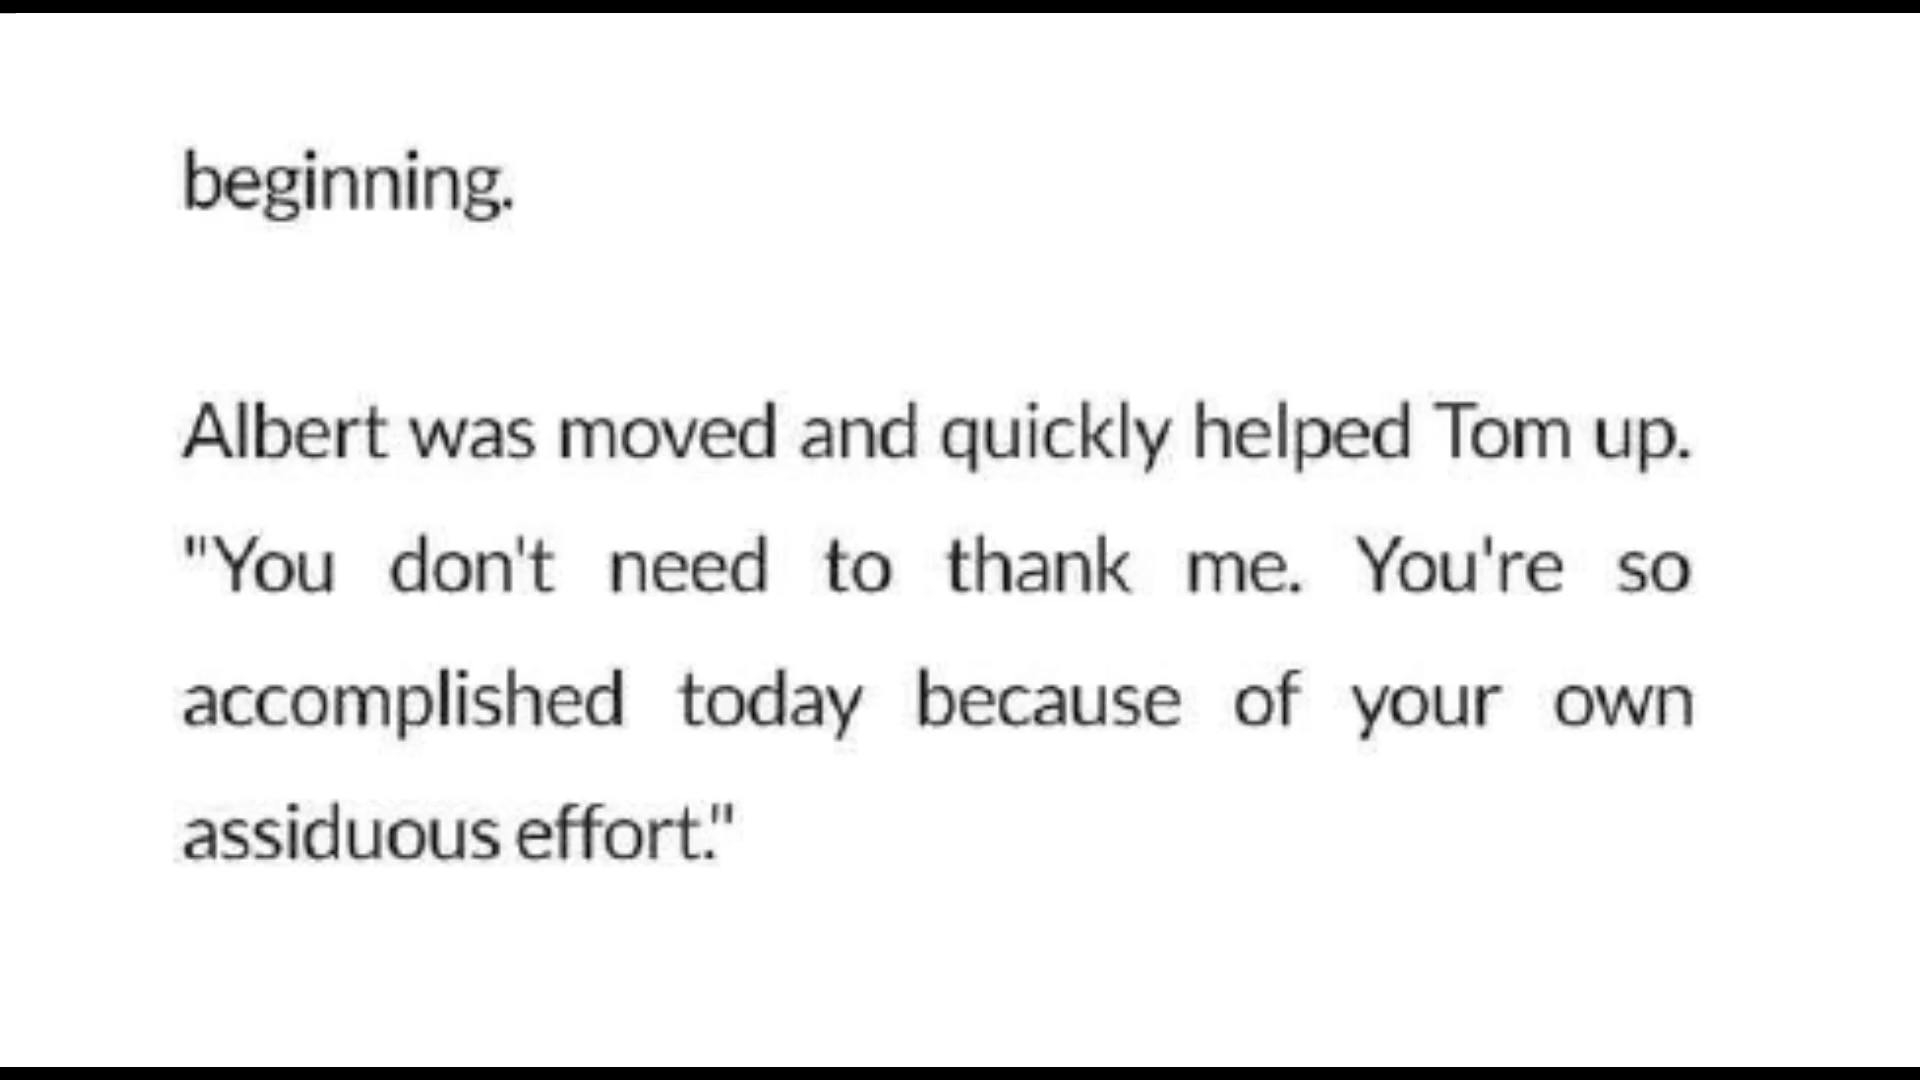 beginning.
Albert was moved and quickly helped Tom up.
"You don't need to thank me. You're so
accomplished today because of your own
assiduous effort."